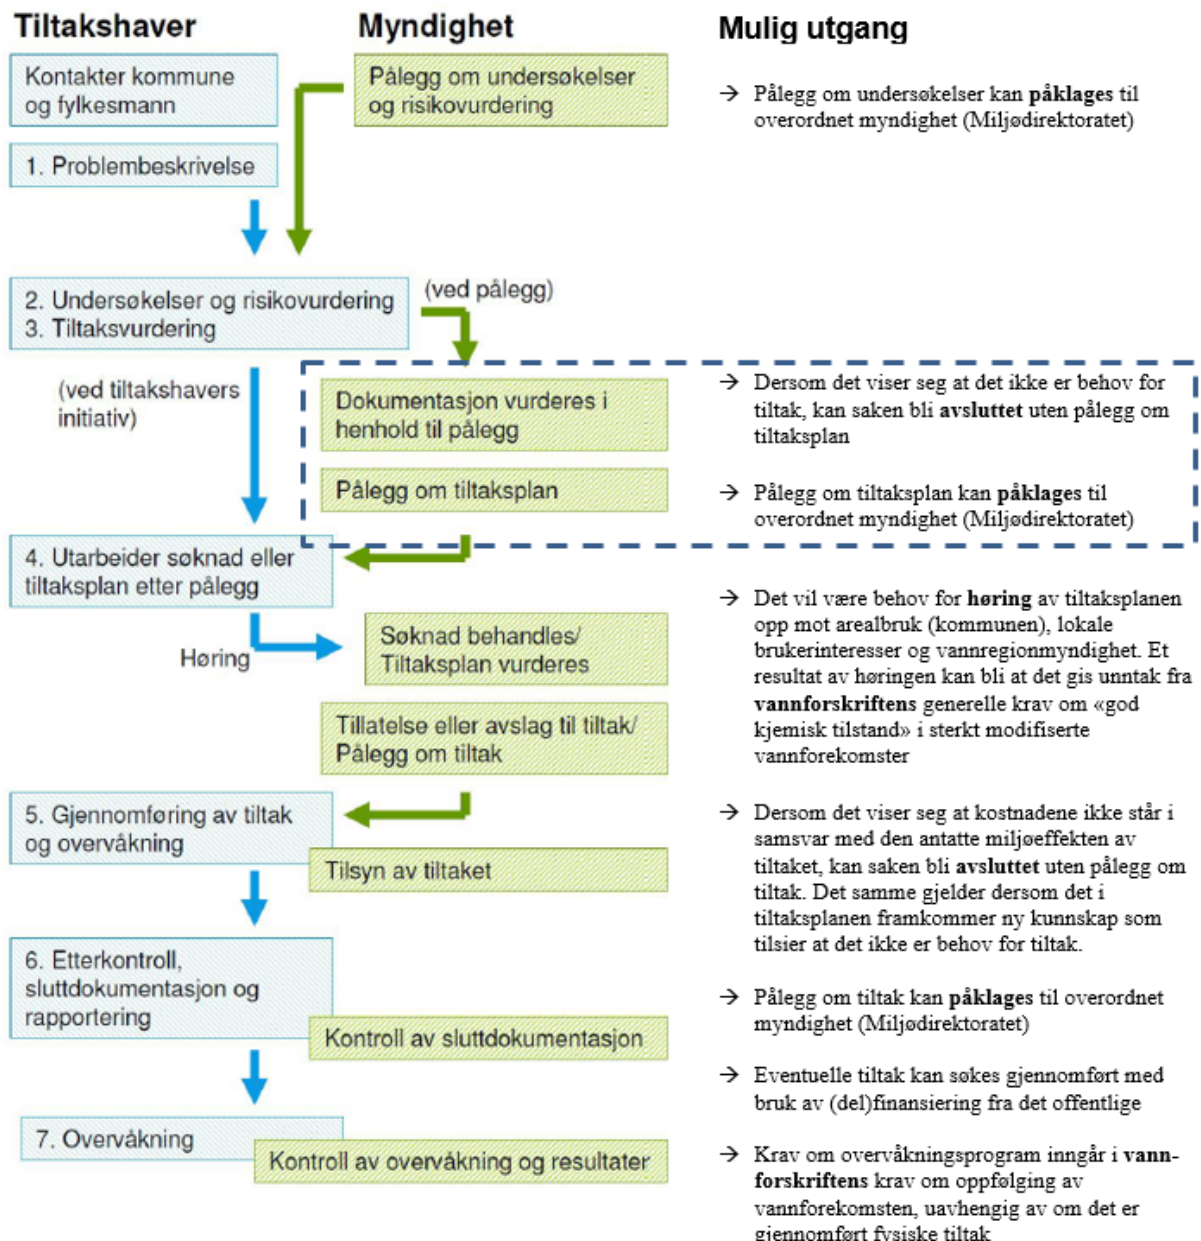 Tiltakshaver
Myndighet
Mulig utgang
Kontakter kommune
og fylkesmann
Pålegg om undersøkelser
og risikovurdering
→ Pålegg om undersøkelser kan påklages til
overordnet myndighet (Miljødirektoratet)
1. Problembeskrivelse
2. Undersøkelser og risikovurdering
3. Tiltaksvurdering
(ved pålegg)
(ved tiltakshavers
initiativ)
Dokumentasjon vurderes i
henhold til pålegg
→ Dersom det viser seg at det ikke er behov for
tiltak, kan saken bli avsluttet uten pålegg om
tiltaksplan
Pålegg om tiltaksplan
→ Pålegg om tiltaksplan kan påklages til
overordnet myndighet (Miljødirektoratet)
4. Utarbeider søknad eller
tiltaksplan etter pålegg
Høring
Søknad behandles/
Tiltaksplan vurderes
→ Det vil være behov for høring av tiltaksplanen
opp mot arealbruk (kommunen), lokale
brukerinteresser og vannregionmyndighet. Et
resultat av høringen kan bli at det gis unntak fra
vannforskriftens generelle krav om «god
kjemisk tilstand» i sterkt modifiserte
vannforekomster
Tillatelse eller avslag til tiltak/
Pålegg om tiltak
5. Gjennomføring av tiltak
og overvåkning
Tilsyn av tiltaket
→ Dersom det viser seg at kostnadene ikke står i
samsvar med den antatte miljøeffekten av
tiltaket, kan saken bli avsluttet uten pålegg om
tiltak. Det samme gjelder dersom det i
tiltaksplanen framkommer ny kunnskap som
tilsier at det ikke er behov for tiltak.
6. Etterkontroll,
sluttdokumentasjon og
rapportering
Kontroll av sluttdokumentasjon
→ Pålegg om tiltak kan påklages til overordnet
myndighet (Miljødirektoratet)
→ Eventuelle tiltak kan søkes gjennomført med
bruk av (del)finansiering fra det offentlige
7. Overvåkning
Kontroll av overvåkning og resultater
→ Krav om overvåkningsprogram inngår i vann-
forskriftens krav om oppfølging av
vannforekomsten, uavhengig av om det er
gjennomført fysiske tiltak